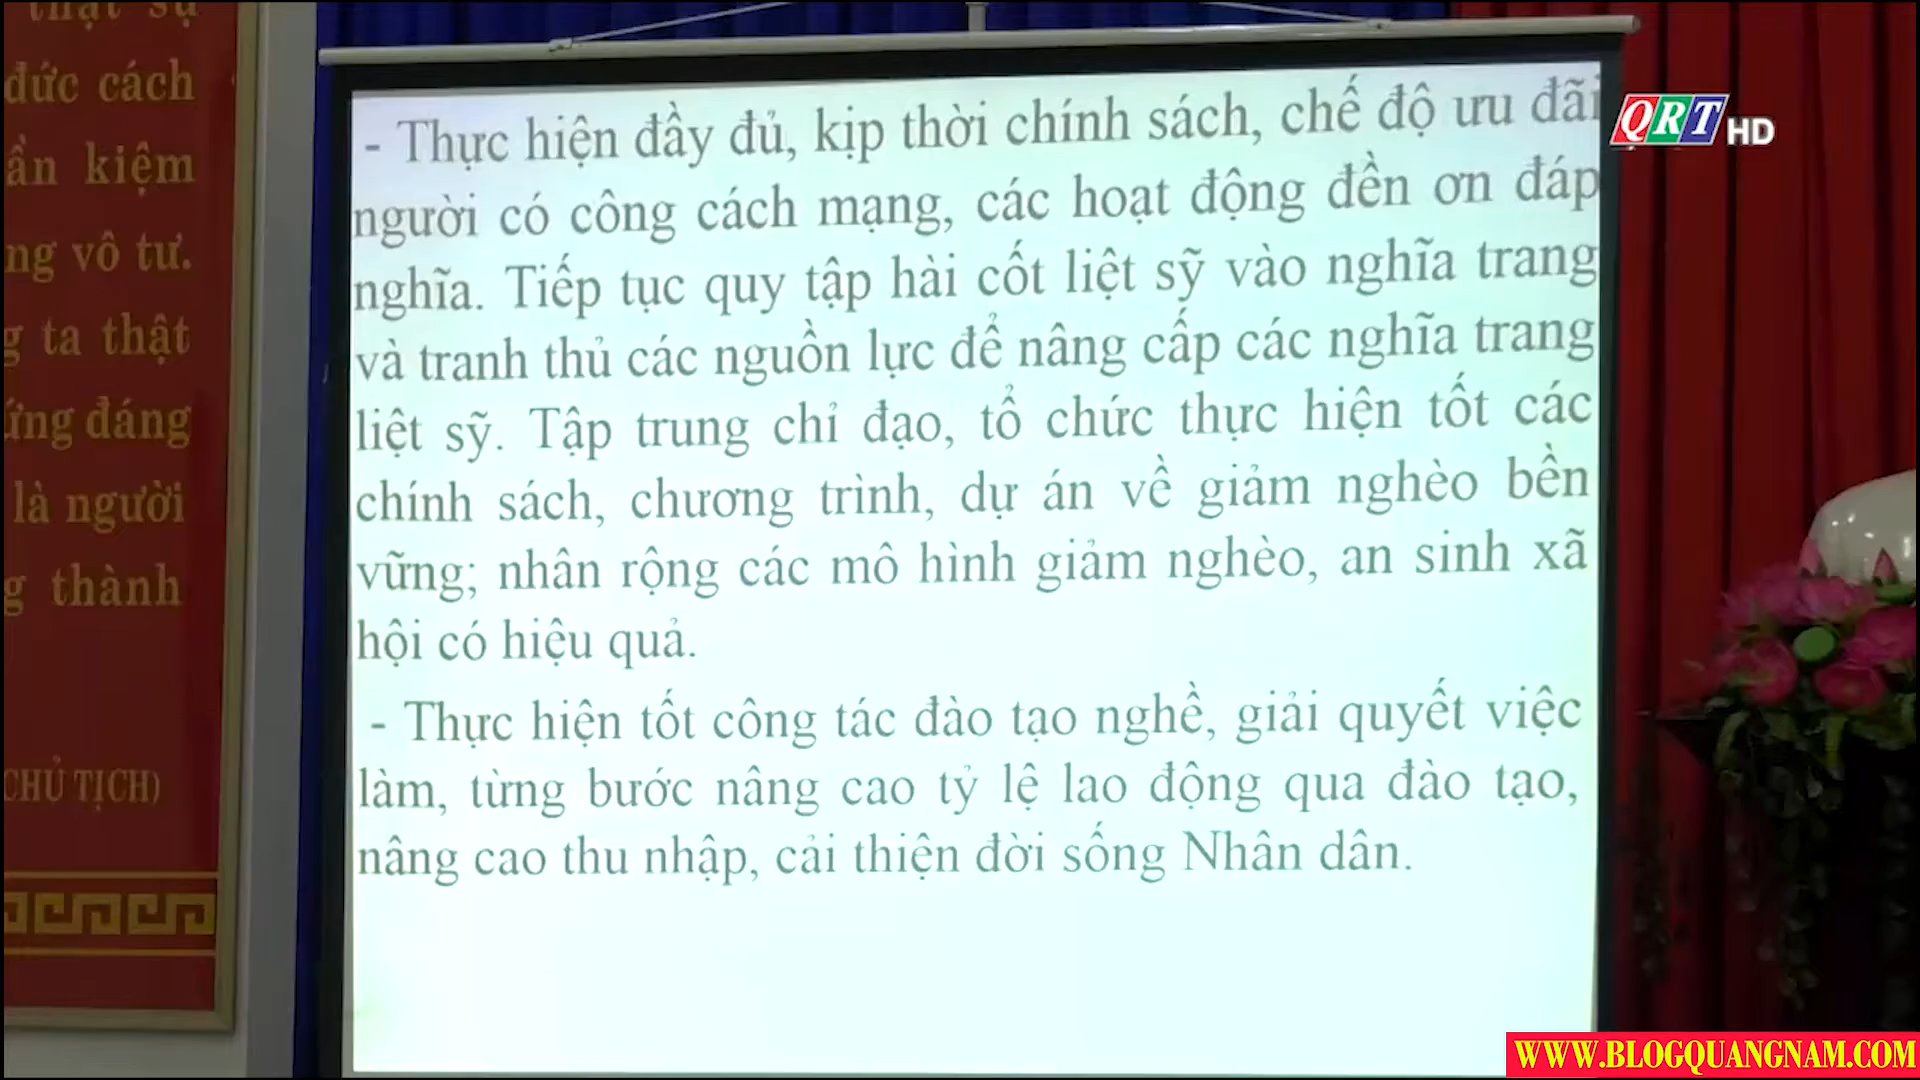 thật sự
đức cách
ần kiệm
ng vô tư.
g ta thật
ứng đáng
là người
g thành
CHỦ TỊCH)
- Thực hiện đầy đủ, kịp thời chính sách, chế độ ưu đãi
người có công cách mạng, các hoạt động đền ơn đáp
nghĩa. Tiếp tục quy tập hài cốt liệt sỹ vào nghĩa trang
và tranh thủ các nguồn lực để nâng cấp các nghĩa trang
liệt sỹ. Tập trung chỉ đạo, tổ chức thực hiện tốt các
chính sách, chương trình, dự án về giảm nghèo bền
vững; nhân rộng các mô hình giảm nghèo, an sinh xã
hội có hiệu quả.
- Thực hiện tốt công tác đào tạo nghề, giải quyết việc
làm, từng bước nâng cao tỷ lệ lao động qua đào tạo,
nâng cao thu nhập, cải thiện đời sống Nhân dân.
QRT HD
WWW.BLOGQUANGNAM.COM